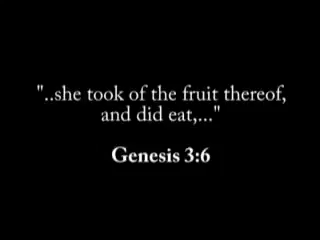 "..she took of the fruit thereof,
and did eat,..."
Genesis 3:6